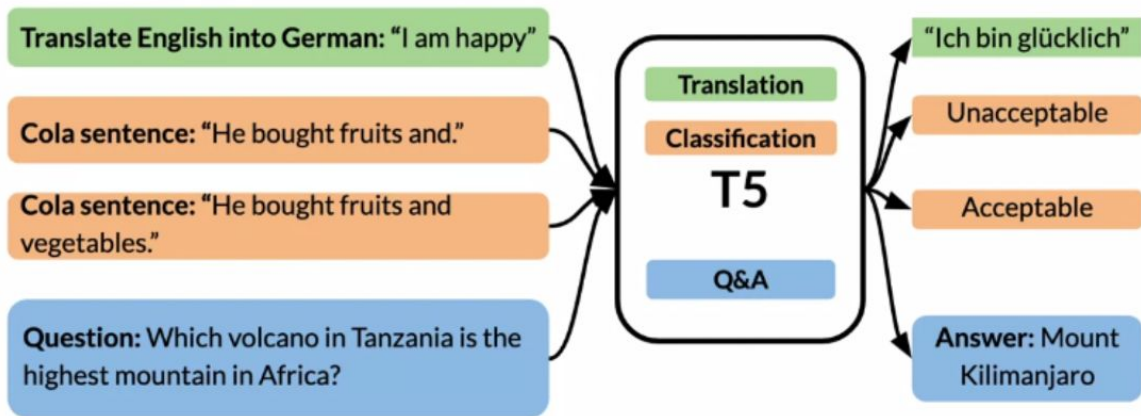 Translate English into German: “I am happy”
Cola sentence: “He bought fruits and.”
Cola sentence: “He bought fruits and
vegetables.”
Question: Which volcano in Tanzania is the
highest mountain in Africa?
Translation
Classification
T5
Q&A
“Ich bin glücklich”
Unacceptable
Acceptable
Answer: Mount
Kilimanjaro